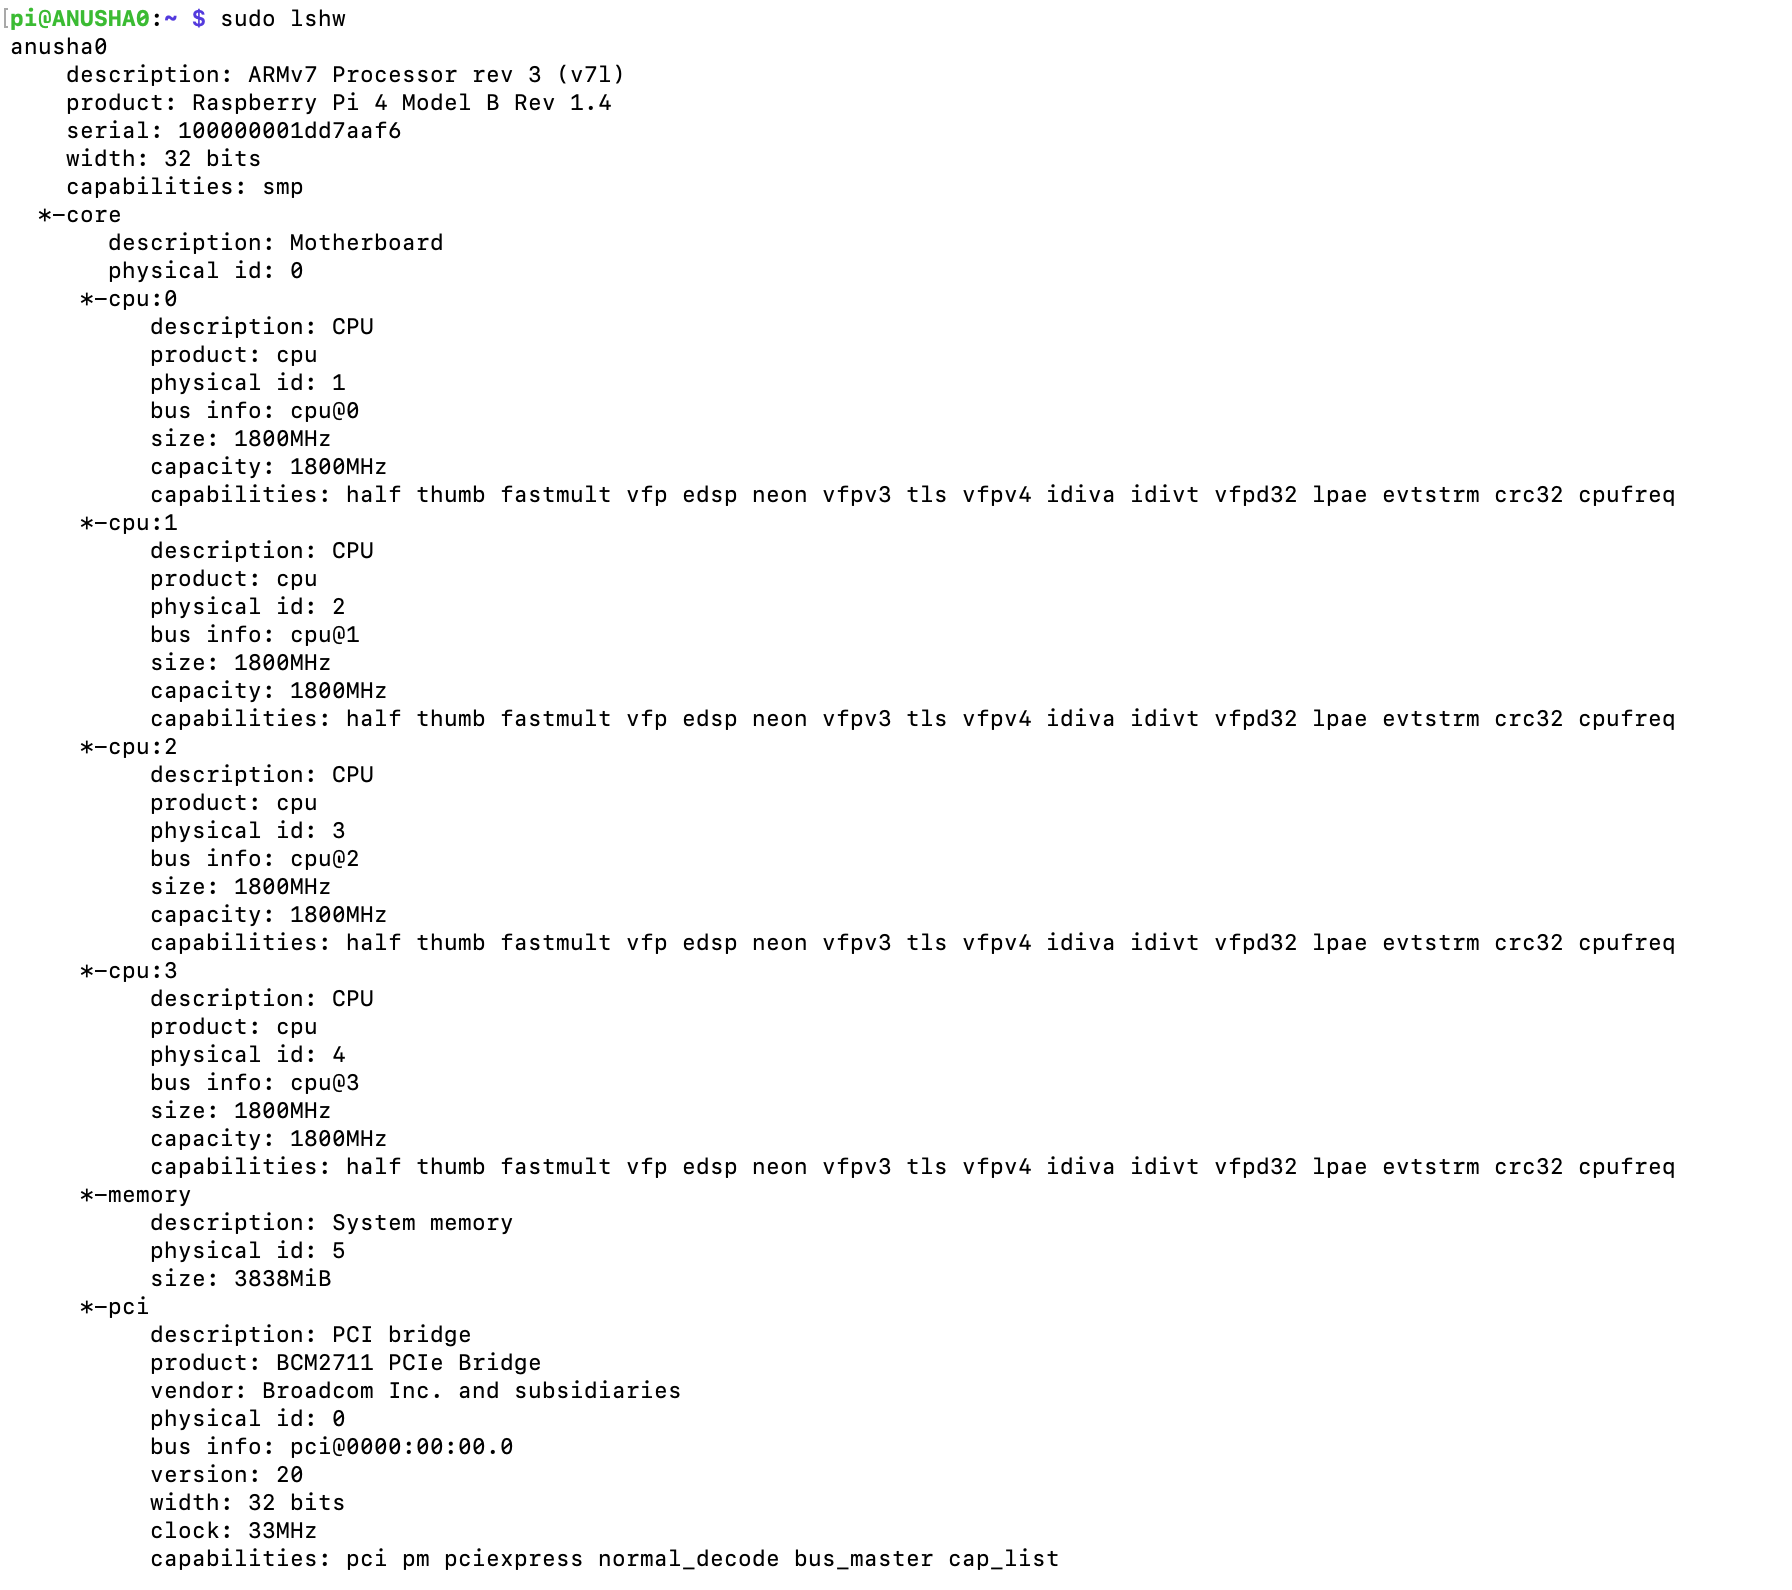 [pi@ANUSHA0:~ $ sudo lshw
anusha0
    description: ARMv7 Processor rev 3 (v7l)
    product: Raspberry Pi 4 Model B Rev 1.4
    serial: 100000001dd7aaf6
    width: 32 bits
    capabilities: smp
  *-core
       description: Motherboard
       physical id: 0
     *-cpu:0
          description: CPU
          product: cpu
          physical id: 1
          bus info: cpu@0
          size: 1800MHz
          capacity: 1800MHz
          capabilities: half thumb fastmult vfp edsp neon vfpv3 tls vfpv4 idiva idivt vfpd32 lpae evtstrm crc32 cpufreq
     *-cpu:1
          description: CPU
          product: cpu
          physical id: 2
          bus info: cpu@1
          size: 1800MHz
          capacity: 1800MHz
          capabilities: half thumb fastmult vfp edsp neon vfpv3 tls vfpv4 idiva idivt vfpd32 lpae evtstrm crc32 cpufreq
     *-cpu:2
          description: CPU
          product: cpu
          physical id: 3
          bus info: cpu@2
          size: 1800MHz
          capacity: 1800MHz
          capabilities: half thumb fastmult vfp edsp neon vfpv3 tls vfpv4 idiva idivt vfpd32 lpae evtstrm crc32 cpufreq
     *-cpu:3
          description: CPU
          product: cpu
          physical id: 4
          bus info: cpu@3
          size: 1800MHz
          capacity: 1800MHz
          capabilities: half thumb fastmult vfp edsp neon vfpv3 tls vfpv4 idiva idivt vfpd32 lpae evtstrm crc32 cpufreq
     *-memory
          description: System memory
          physical id: 5
          size: 3838MiB
     *-pci
          description: PCI bridge
          product: BCM2711 PCIe Bridge
          vendor: Broadcom Inc. and subsidiaries
          physical id: 0
          bus info: pci@0000:00:00.0
          version: 20
          width: 32 bits
          clock: 33MHz
          capabilities: pci pm pciexpress normal_decode bus_master cap_list